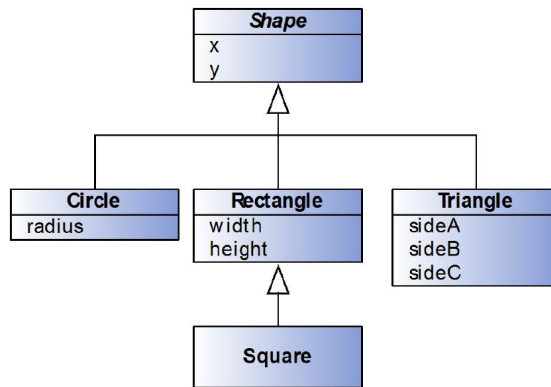 Shape
x
y
Circle
radius
Rectangle
width
height
Triangle
sideA
sideB
sideC
Square